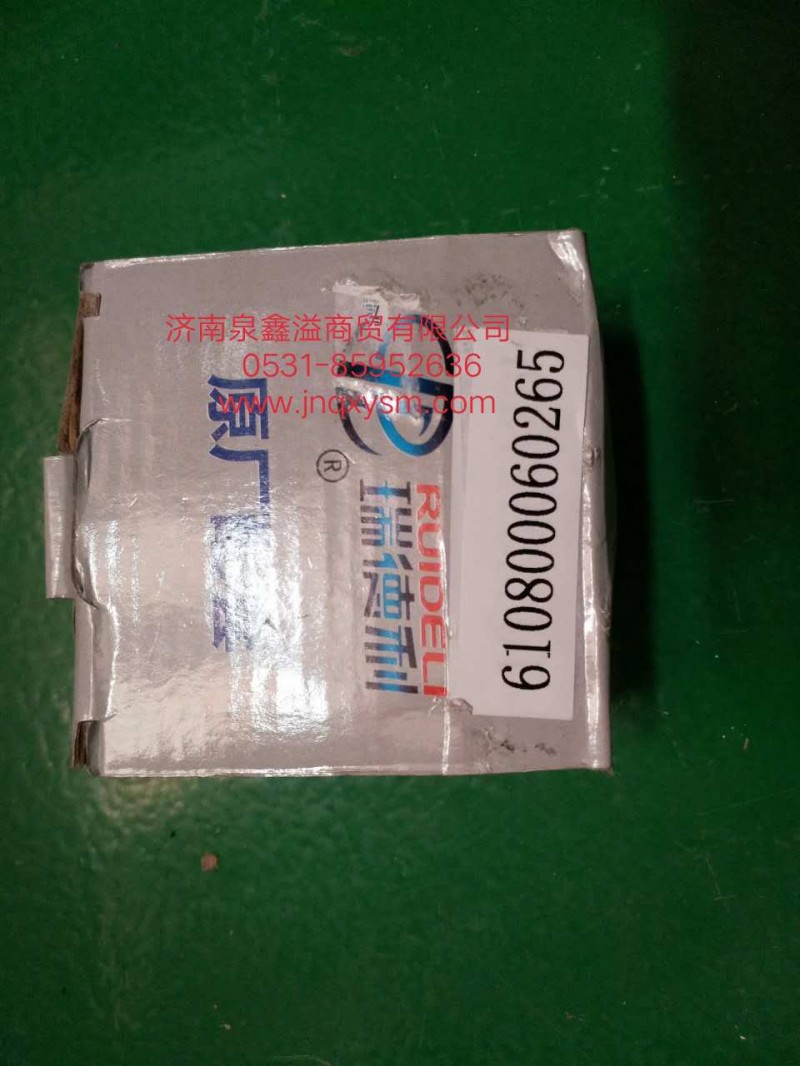 济南泉鑫溢商贸有限公司
0531-85952636
www.jnqxysm.com
610800060265
RUIDELI
瑞德利
®
原厂